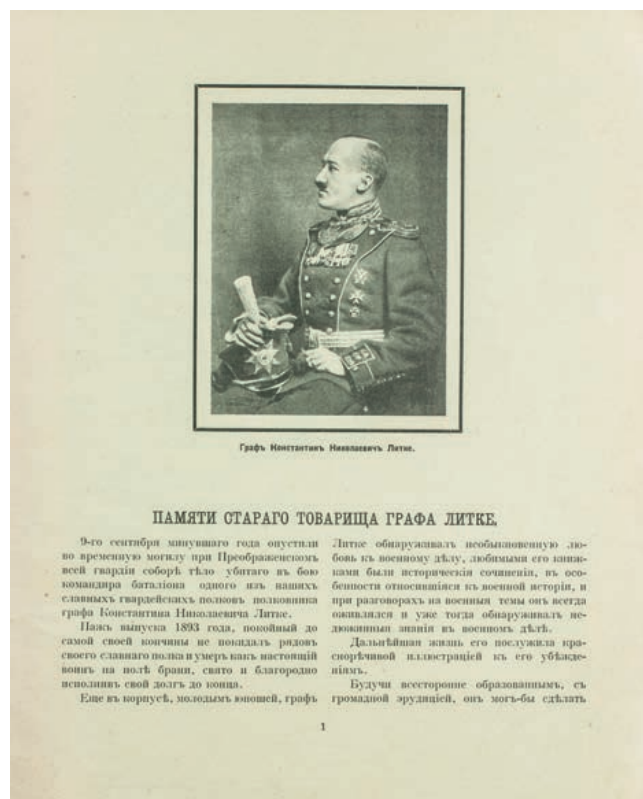 Графъ Константинъ Николаевичъ Литке.
ПАМЯТИ СТАРАГО ТОВАРИЩА ГРАФА ЛИТКЕ.
9-го сентября минувшаго года опустили
во временную могилу при Преображенскомъ
всей гвардіи соборѣ тѣло убитаго въ бою
командира баталіона одного изъ нашихъ
славныхъ гвардейскихъ полковъ полковника
графа Константина Николаевича Литке.
Пажъ выпуска 1893 года, покойный до
самой своей кончины не покидалъ рядовъ
своего славнаго полка и умеръ какъ настоящій
воинъ на полѣ брани, свято и благородно
исполнивъ свой долгъ до конца.
Еще въ корпусѣ, молодымъ юношей, графъ
Литке обнаруживалъ необыкновенную лю-
бовь къ военному дѣлу, любимыми его книж-
ками были историческія сочиненія, въ осо-
бенности относившіяся къ военной исторіи, и
при разговорахъ на военныя темы онъ всегда
оживлялся и уже тогда обнаруживалъ не-
дюжинныя знанія въ военномъ дѣлѣ.
Дальнѣйшая жизнь его послужила кра-
снорѣчивой иллюстраціей къ его убѣжде-
ніямъ.
Будучи всесторонне образованнымъ, съ
громадной эрудиціей, онъ могъ-бы сдѣлать
1